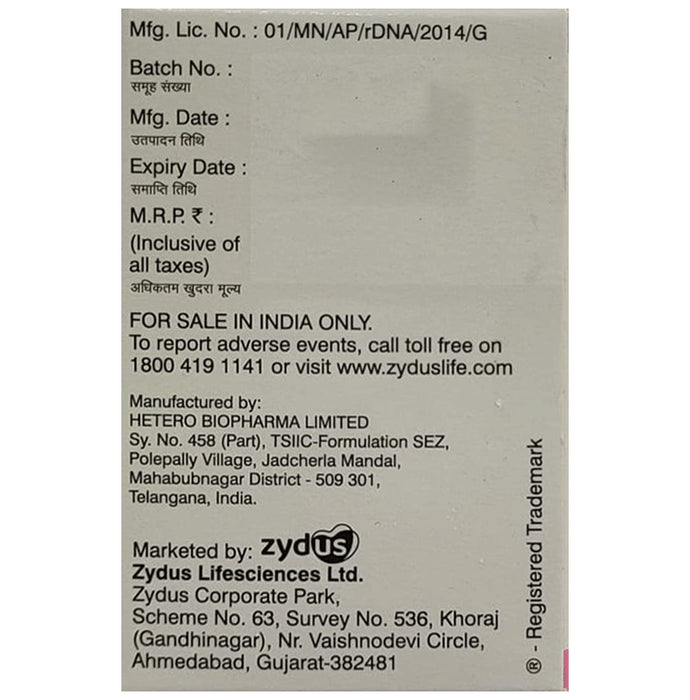 Mfg. Lic. No. : 01/MN/AP/rDNA/2014/G
Batch No. :
समूह संख्या
Mfg. Date :
उतपादन तिथि
Expiry Date :
समाप्ति तिथि
M.R.P. ₹ :
(Inclusive of
all taxes)
अधिकतम खुदरा मूल्य
FOR SALE IN INDIA ONLY.
To report adverse events, call toll free on
1800 419 1141 or visit www.zyduslife.com
Manufactured by:
HETERO BIOPHARMA LIMITED
Sy. No. 458 (Part), TSIIC-Formulation SEZ,
Polepally Village, Jadcherla Mandal,
Mahabubnagar District - 509 301,
Telangana, India.
Marketed by: zydus
Zydus Lifesciences Ltd.
Zydus Corporate Park,
Scheme No. 63, Survey No. 536, Khoraj
(Gandhinagar), Nr. Vaishnodevi Circle,
Ahmedabad, Gujarat-382481
® - Registered Trademark